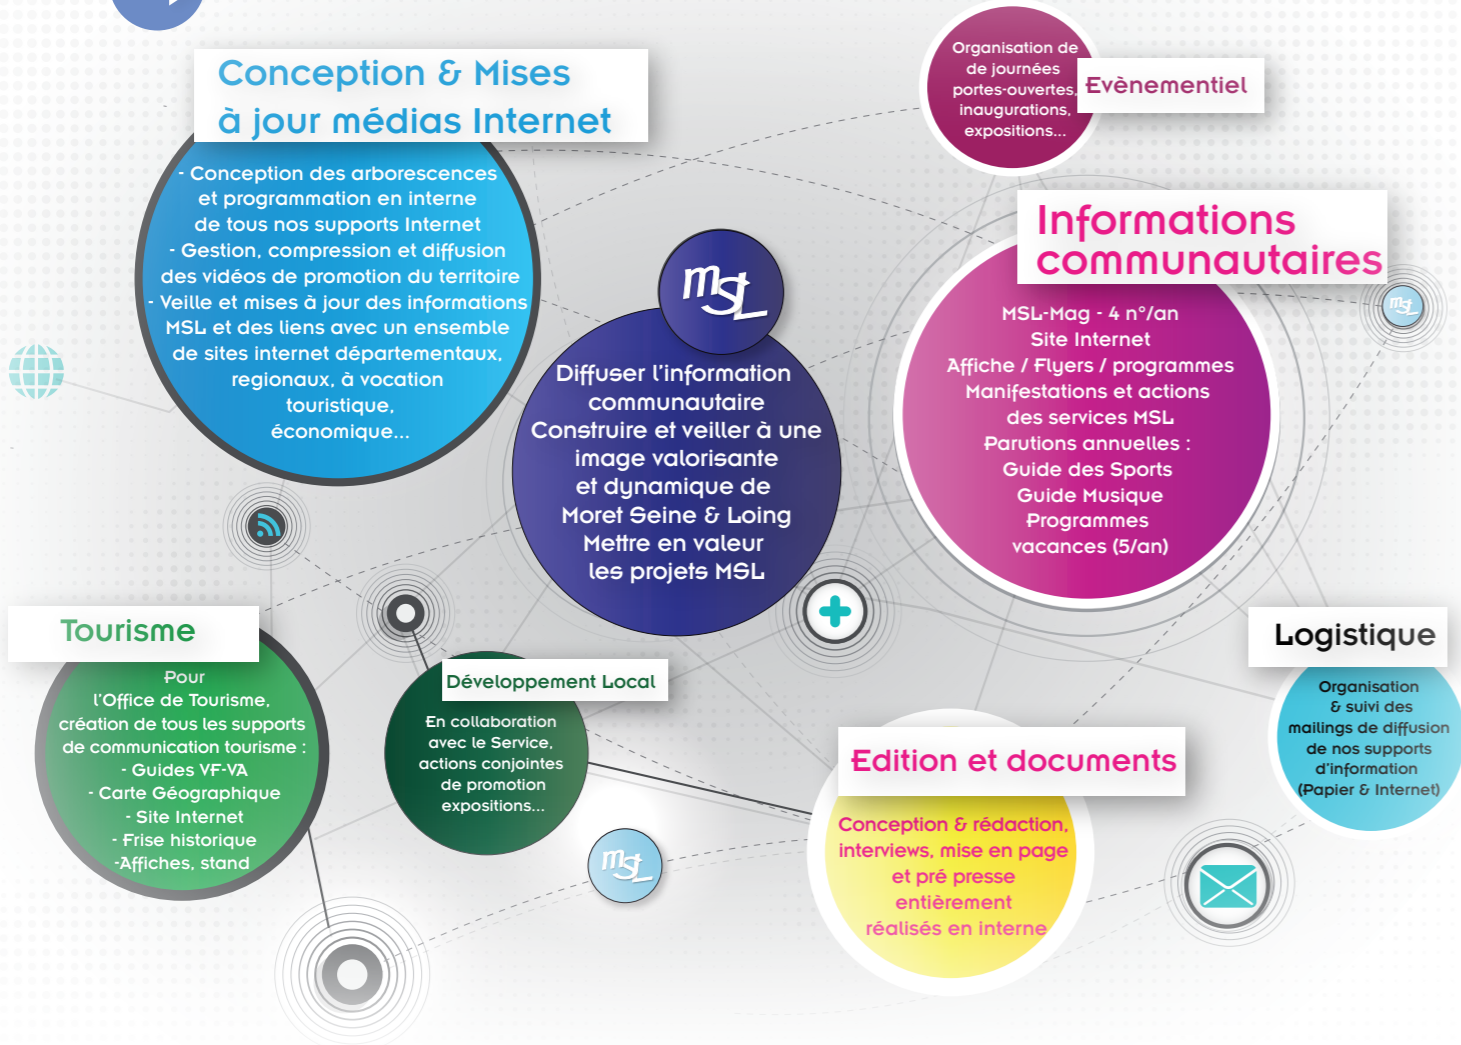 Conception & Mises
à jour médias Internet
- Conception des arborescences
et programmation en interne
de tous nos supports Internet
- Gestion, compression et diffusion
des vidéos de promotion du territoire
- Veille et mises à jour des informations
MSL et des liens avec un ensemble
de sites internet départementaux,
regionaux, à vocation
touristique,
économique...
Organisation de
de journées
portes-ouvertes,
inaugurations,
expositions...
Evènementiel
msL
Diffuser l'information
communautaire
Construire et veiller à une
image valorisante
et dynamique de
Moret Seine & Loing
Mettre en valeur
les projets MSL
Informations
communautaires
MSL-Mag - 4 n°/an
Site Internet
Affiche / Flyers / programmes
Manifestations et actions
des services MSL
Parutions annuelles :
Guide des Sports
Guide Musique
Programmes
vacances (5/an)
msL
Tourisme
Pour
l'Office de Tourisme,
création de tous les supports
de communication tourisme :
- Guides VF-VA
- Carte Géographique
- Site Internet
- Frise historique
-Affiches, stand
Développement Local
En collaboration
avec le Service,
actions conjointes
de promotion
expositions...
msL
Edition et documents
Conception & rédaction,
interviews, mise en page
et pré presse
entièrement
réalisés en interne
Logistique
Organisation
& suivi des
mailings de diffusion
de nos supports
d'information
(Papier & Internet)